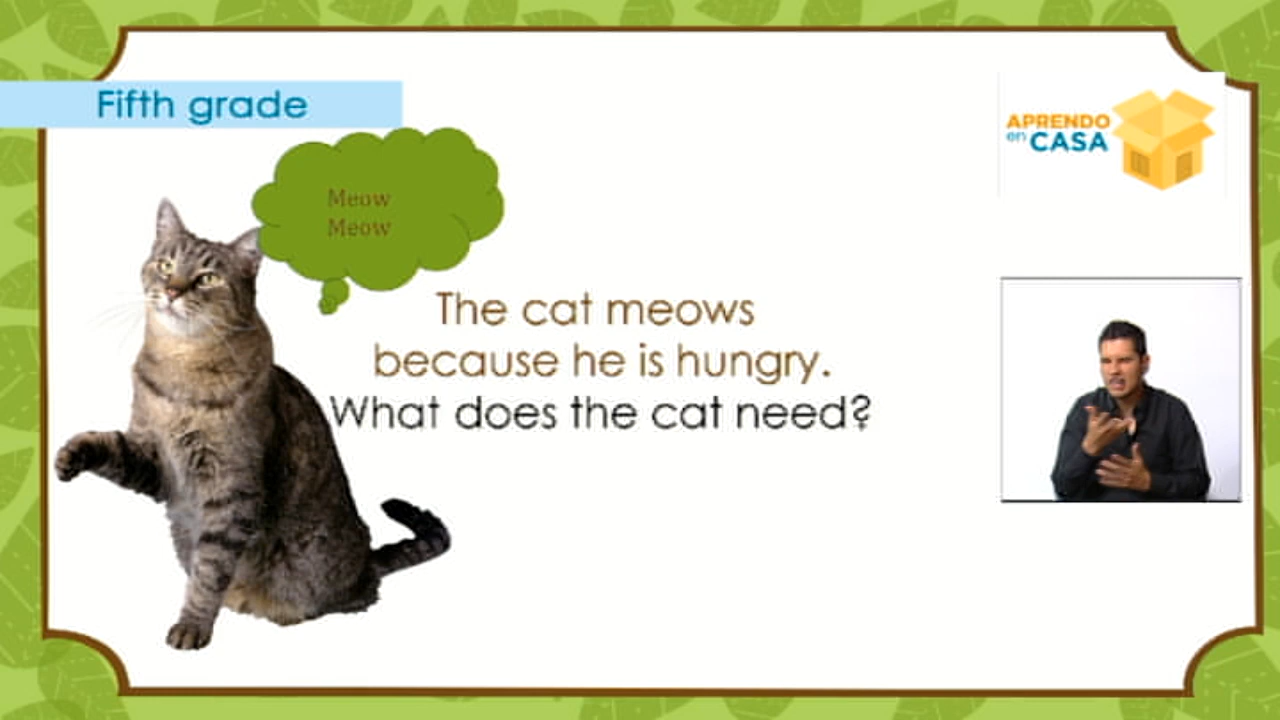 Fifth grade
APRENDO
en CASA
Meow
Meow
The cat meows
because he is hungry.
What does the cat need?